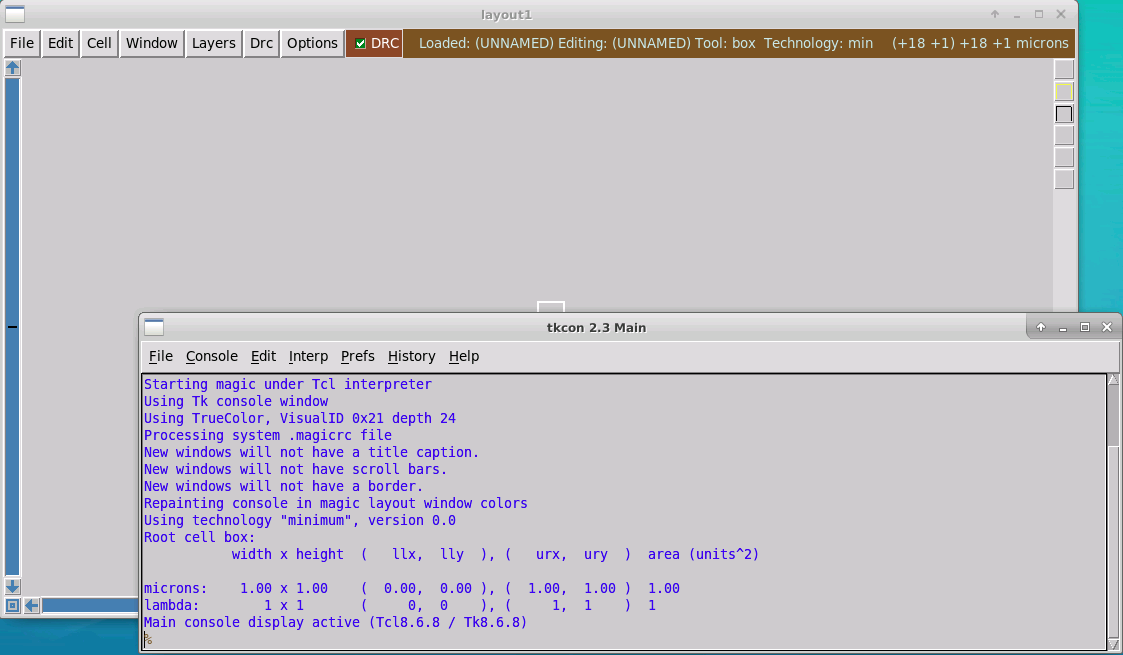 layout1
File Edit Cell Window Layers Drc Options DRC Loaded: (UNNAMED) Editing: (UNNAMED) Tool: box Technology: min (+18 +1) +18 +1 microns
tkcon 2.3 Main
File Console Edit Interp Prefs History Help
Starting magic under Tcl interpreter
Using Tk console window
Using TrueColor, VisualID 0x21 depth 24
Processing system .magicrc file
New windows will not have a title caption.
New windows will not have scroll bars.
New windows will not have a border.
Repainting console in magic layout window colors
Using technology "minimum", version 0.0
Root cell box:
width x height ( llx, lly ), ( urx, ury ) area (units^2)
microns: 1.00 x 1.00 ( 0.00, 0.00 ), ( 1.00, 1.00 ) 1.00
lambda: 1 x 1 ( 0, 0 ), ( 1, 1 ) 1
Main console display active (Tcl8.6.8 / Tk8.6.8)
%